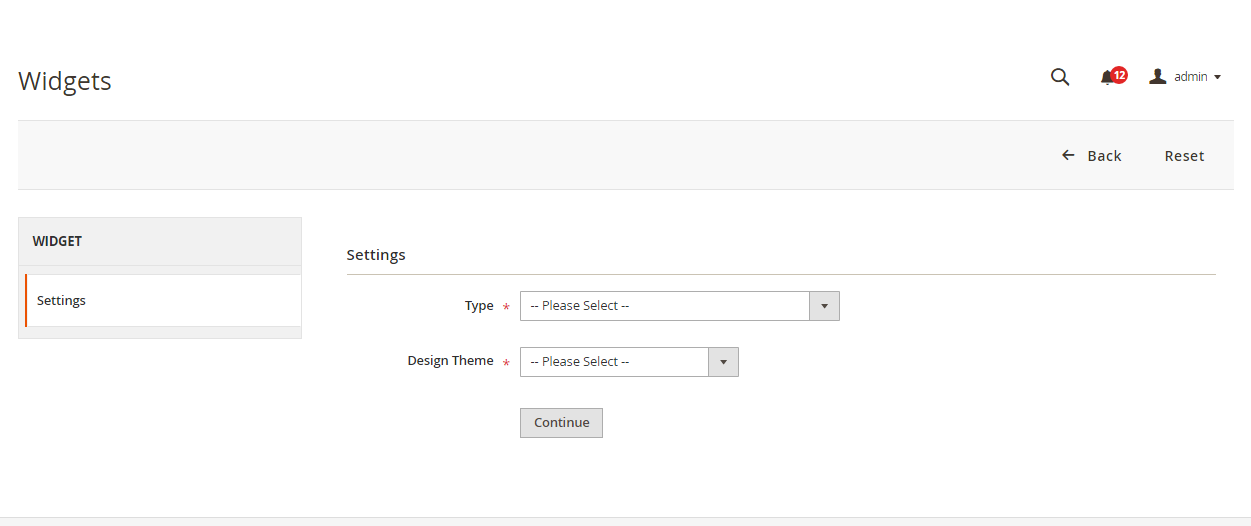 Widgets
12
admin
Back
Reset
WIDGET
Settings
Settings
Type *
-- Please Select --
Design Theme *
-- Please Select --
Continue